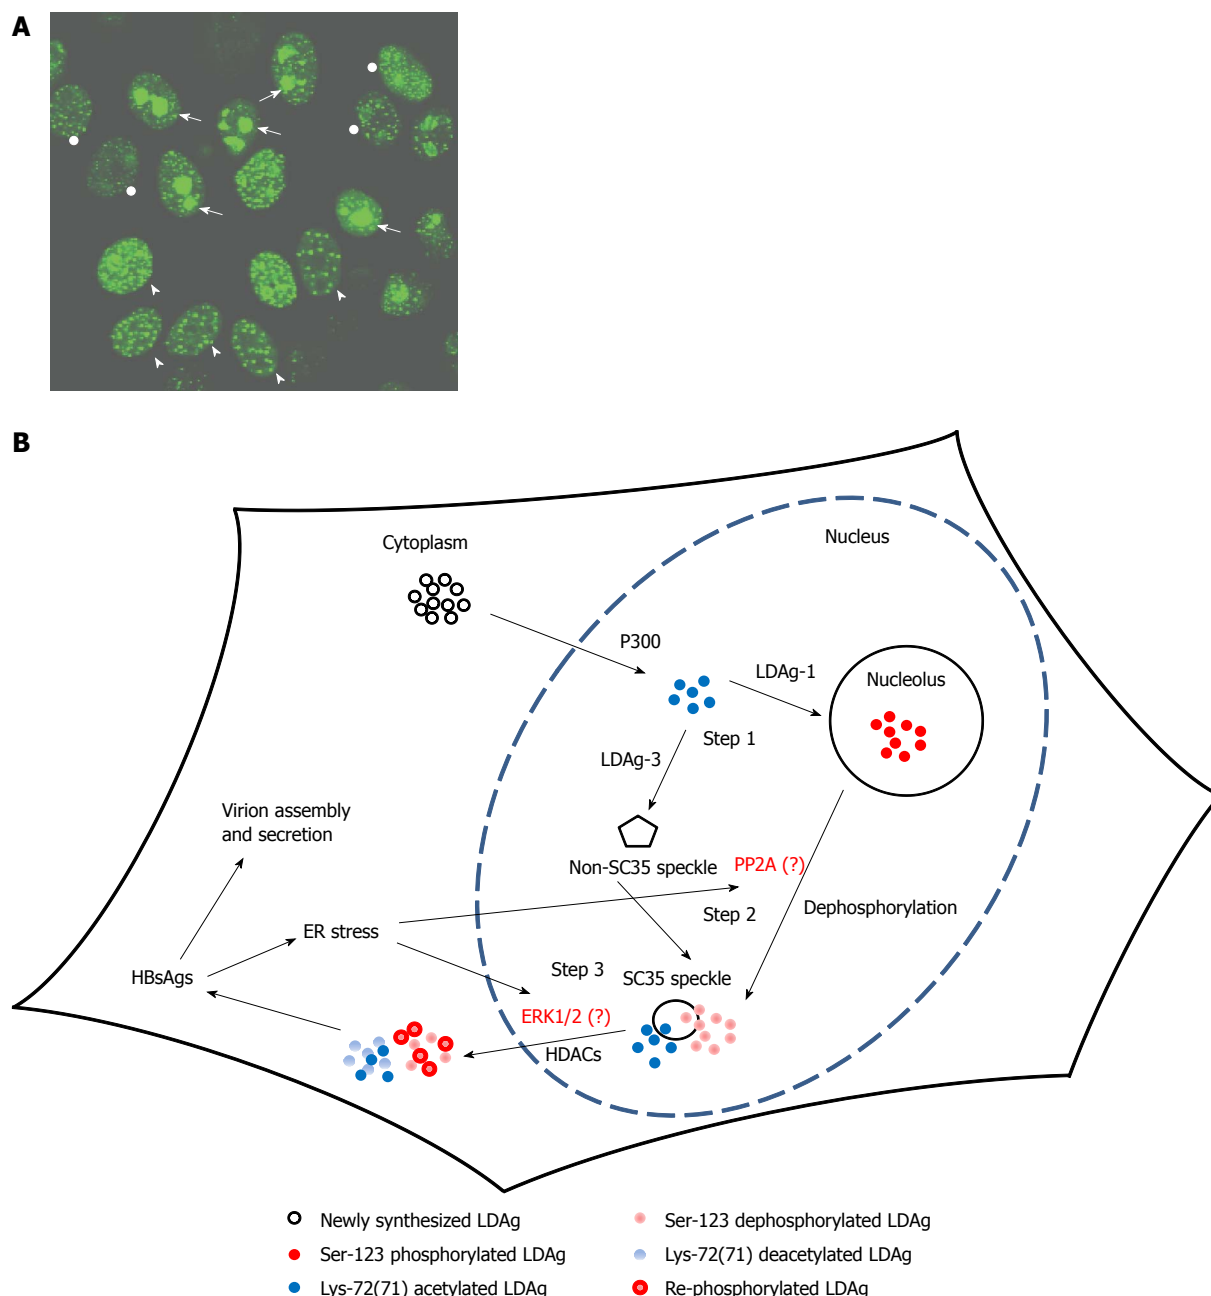 A
B
Cytoplasm
Nucleus
P300
LDAg-1
Nucleolus
Step 1
LDAg-3
Virion assembly
and secretion
Non-SC35 speckle
PP2A (?)
Step 2
Dephosphorylation
ER stress
HBsAgs
Step 3
SC35 speckle
ERK1/2 (?)
HDACs
Newly synthesized LDAg
Ser-123 dephosphorylated LDAg
Ser-123 phosphorylated LDAg
Lys-72(71) deacetylated LDAg
Lys-72(71) acetylated LDAg
Re-phosphorylated LDAg